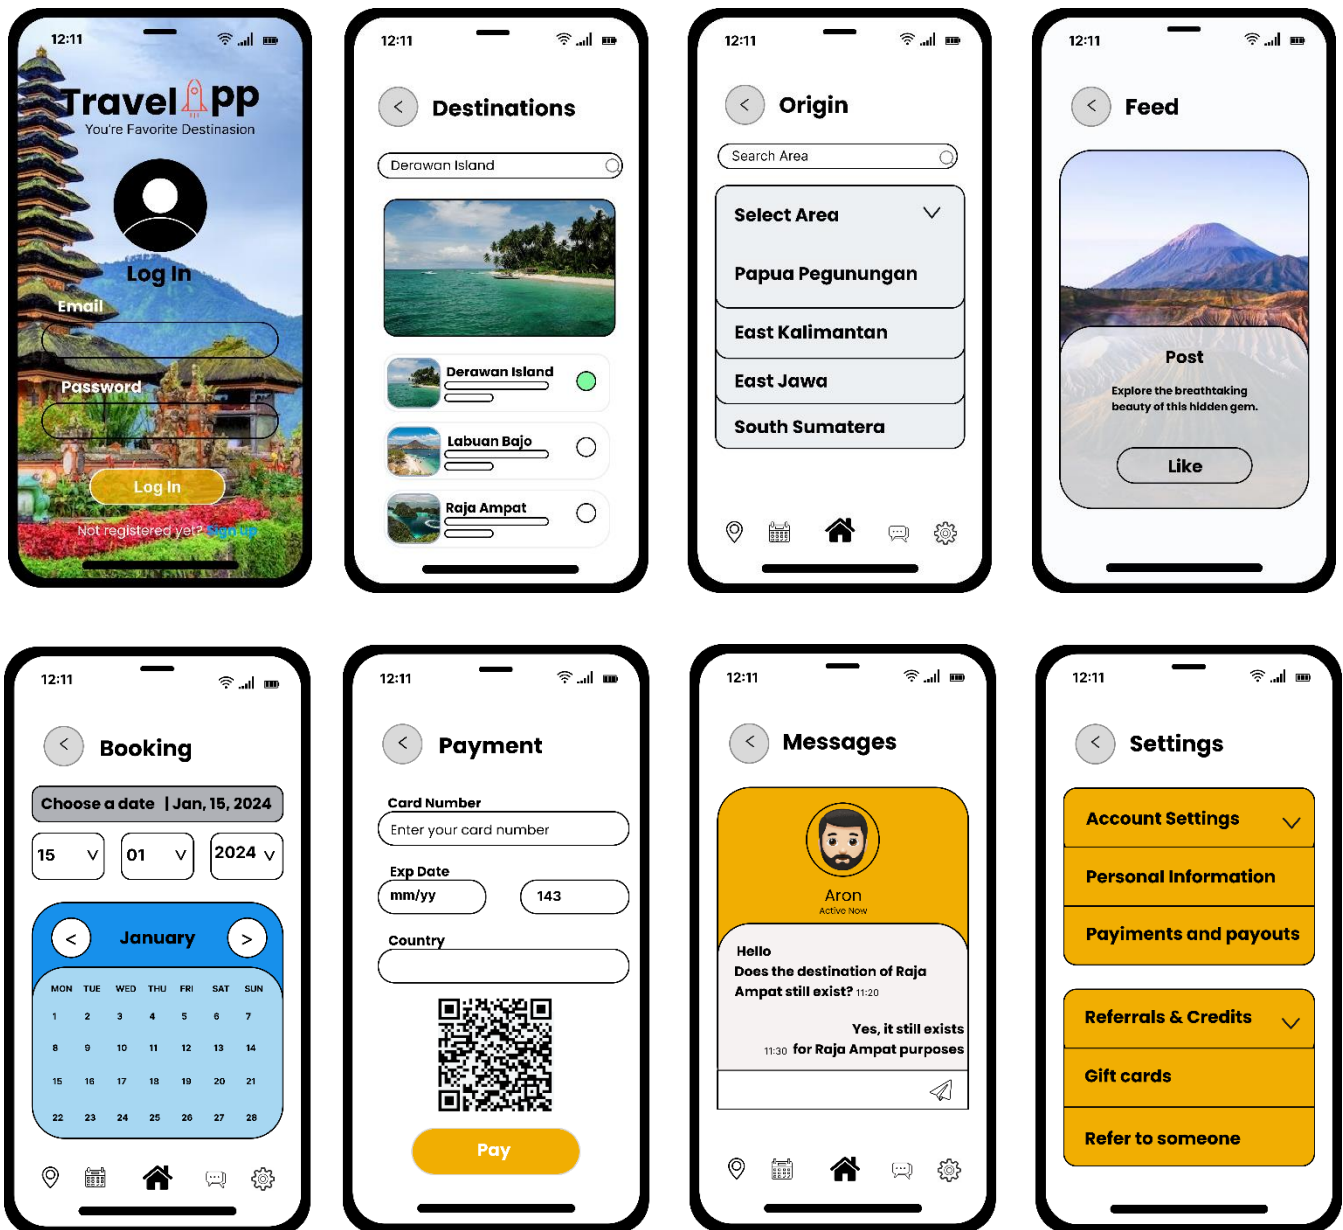 12:11
Travel App
You're Favorite Destinasion
Log In
Email
Password
Log In
Not registered yet? Sign up
12:11
<
Destinations
Derawan Island
Derawan Island
Labuan Bajo
Raja Ampat
12:11
<
Origin
Search Area
Select Area
Papua Pegunungan
East Kalimantan
East Jawa
South Sumatera
12:11
<
Feed
Post
Explore the breathtaking
beauty of this hidden gem.
Like
12:11
<
Booking
Choose a date | Jan, 15, 2024
15 01 2024
< January >
MON TUE WED THU FRI SAT SUN
1 2 3 4 5 6 7
8 9 10 11 12 13 14
15 16 17 18 19 20 21
22 23 24 25 26 27 28
12:11
<
Payment
Card Number
Enter your card number
Exp Date
mm/yy 143
Country
Pay
12:11
<
Messages
Aron
Active Now
Hello
Does the destination of Raja
Ampat still exist? 11:20
Yes, it still exists
11:30 for Raja Ampat purposes
12:11
<
Settings
Account Settings
Personal Information
Payiments and payouts
Referrals & Credits
Gift cards
Refer to someone